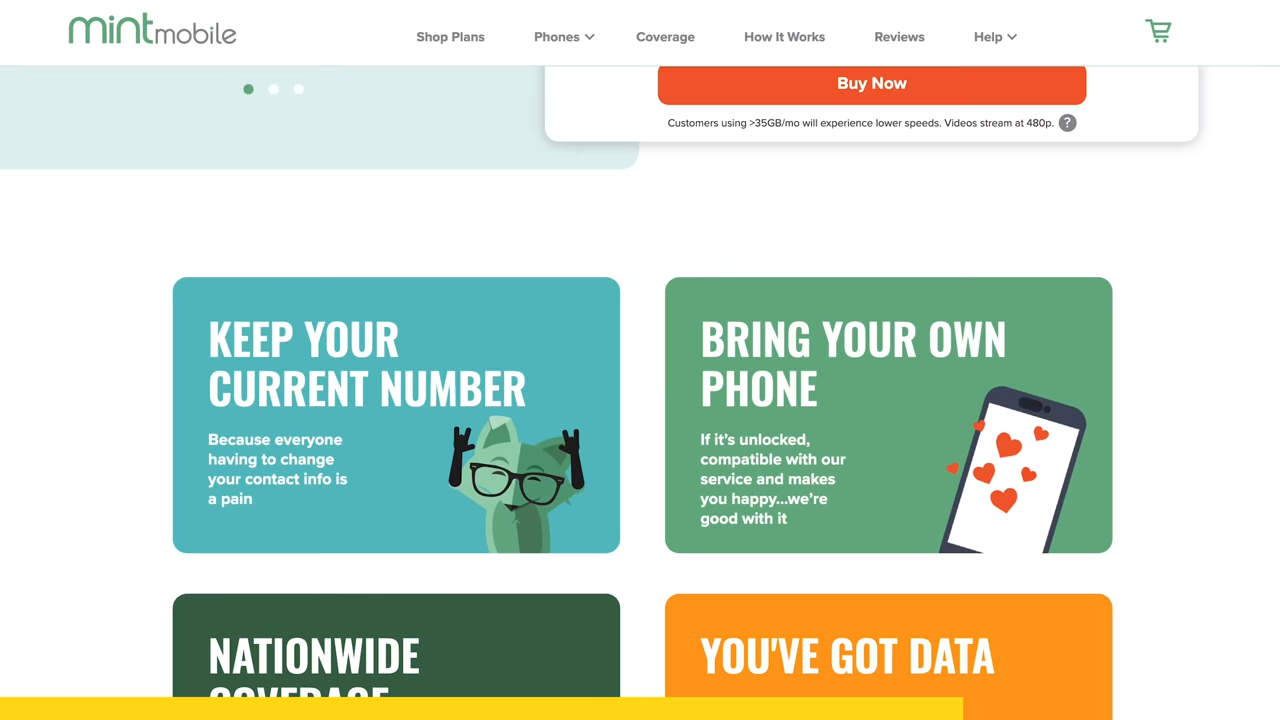 mintmobile
Shop Plans
Phones
Coverage
How It Works
Reviews
Help
Buy Now
Customers using >35GB/mo will experience lower speeds. Videos stream at 480p. ?
KEEP YOUR
CURRENT NUMBER
Because everyone
having to change
your contact info is
a pain
BRING YOUR OWN
PHONE
If it's unlocked,
compatible with our
service and makes
you happy...we're
good with it
NATIONWIDE
COVERAGE
YOU'VE GOT DATA